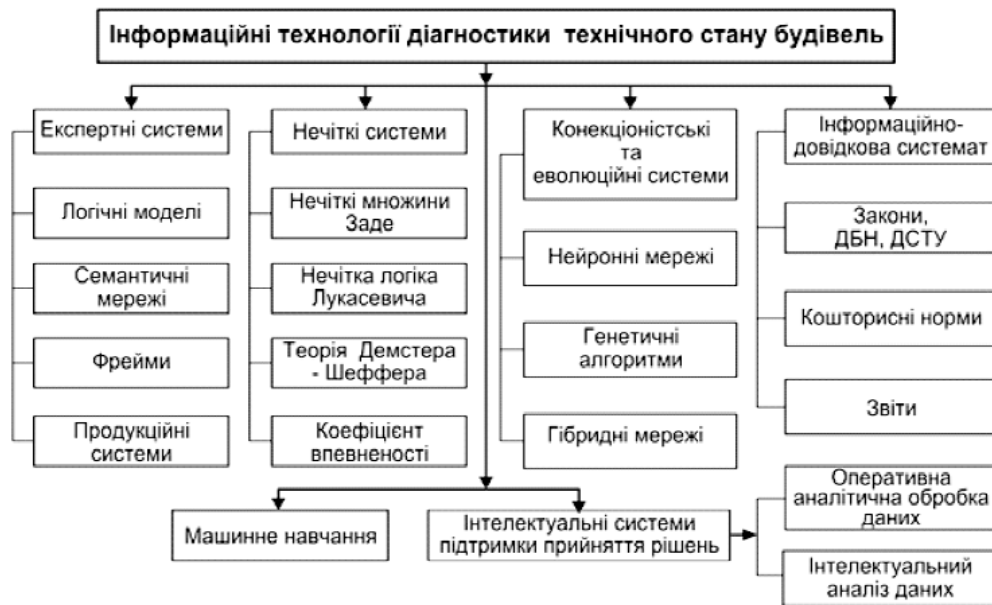 Інформаційні технології діагностики технічного стану будівель
Експертні системи
Логічні моделі
Семантичні
мережі
Фрейми
Продукційні
системи
Нечіткі системи
Нечіткі множини
Заде
Нечітка логіка
Лукасевича
Теорія Демстера
- Шеффера
Коефіцієнт
впевненості
Конекціоністські
та
еволюційні системи
Нейронні мережі
Генетичні
алгоритми
Гібридні мережі
Інформаційно-
довідкова системат
Закони,
ДБН, ДСТУ
Кошторисні норми
Звіти
Машинне навчання
Інтелектуальні системи
підтримки прийняття рішень
Оперативна
аналітична обробка
даних
Інтелектуальний
аналіз даних